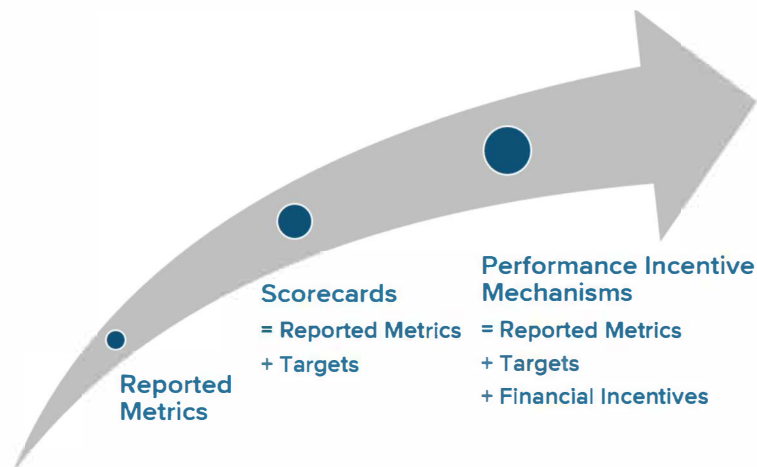 Reported
Metrics
Scorecards
= Reported Metrics
+ Targets
Performance Incentive
Mechanisms
= Reported Metrics
+ Targets
+ Financial Incentives